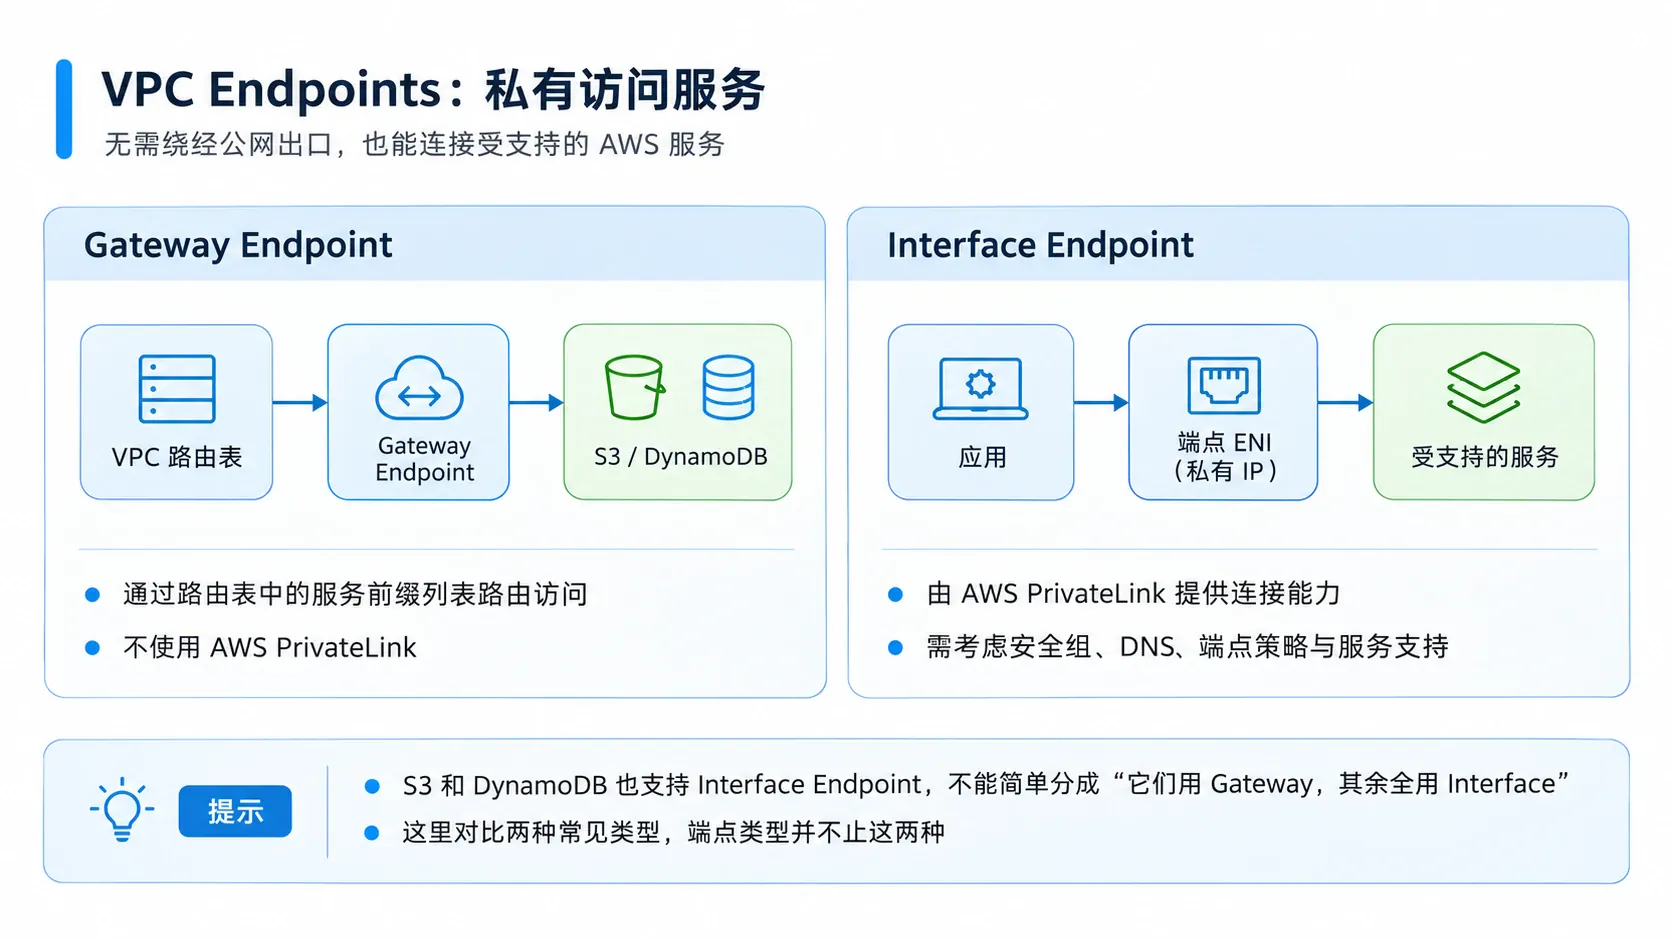 VPC Endpoints：私有访问服务
无需绕经公网出口，也能连接受支持的 AWS 服务
Gateway Endpoint
VPC 路由表
Gateway
Endpoint
S3 / DynamoDB
通过路由表中的服务前缀列表路由访问
不使用 AWS PrivateLink
Interface Endpoint
应用
端点 ENI
（私有 IP）
受支持的服务
由 AWS PrivateLink 提供连接能力
需考虑安全组、DNS、端点策略与服务支持
提示
S3 和 DynamoDB 也支持 Interface Endpoint，不能简单分成“它们用 Gateway，其余全用 Interface”
这里对比两种常见类型，端点类型并不止这两种